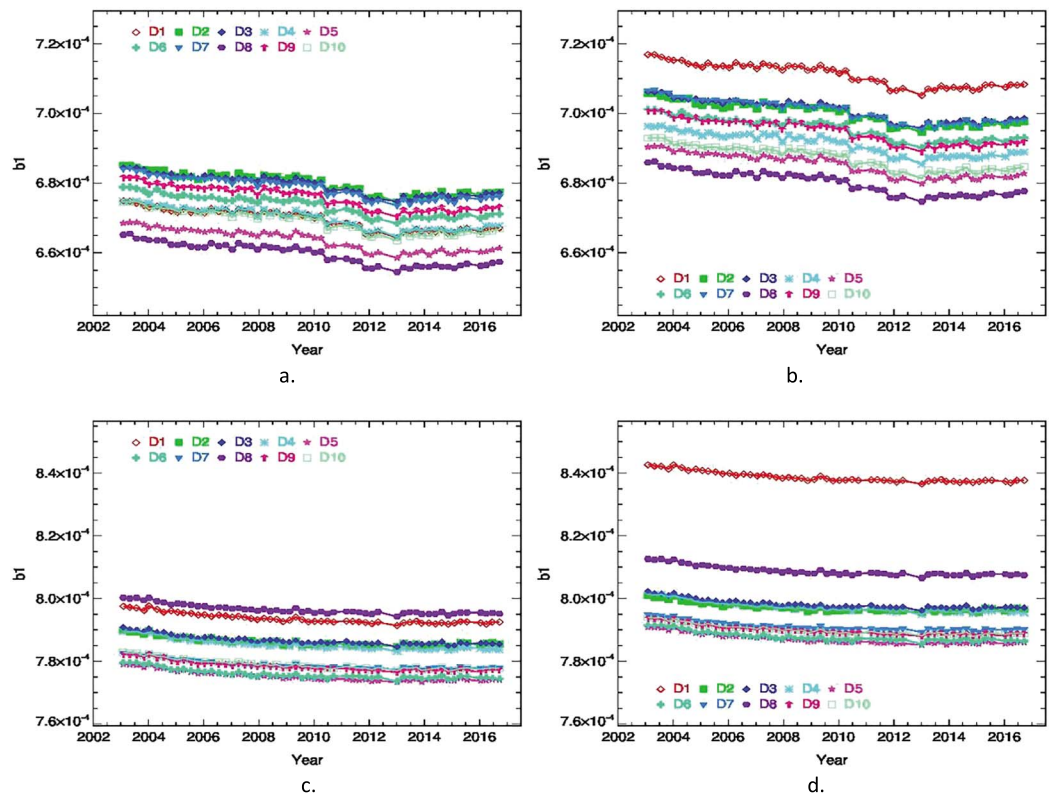 7.2×10⁻⁴
7.0×10⁻⁴
6.8×10⁻⁴
6.6×10⁻⁴
b1
D1 D2 D3 D4 D5
D6 D7 D8 D9 D10
2002 2004 2006 2008 2010 2012 2014 2016
Year
a.
7.2×10⁻⁴
7.0×10⁻⁴
6.8×10⁻⁴
6.6×10⁻⁴
b1
D1 D2 D3 D4 D5
D6 D7 D8 D9 D10
2002 2004 2006 2008 2010 2012 2014 2016
Year
b.
8.4×10⁻⁴
8.2×10⁻⁴
8.0×10⁻⁴
7.8×10⁻⁴
7.6×10⁻⁴
b1
D1 D2 D3 D4 D5
D6 D7 D8 D9 D10
2002 2004 2006 2008 2010 2012 2014 2016
Year
c.
8.4×10⁻⁴
8.2×10⁻⁴
8.0×10⁻⁴
7.8×10⁻⁴
7.6×10⁻⁴
b1
D1 D2 D3 D4 D5
D6 D7 D8 D9 D10
2002 2004 2006 2008 2010 2012 2014 2016
Year
d.